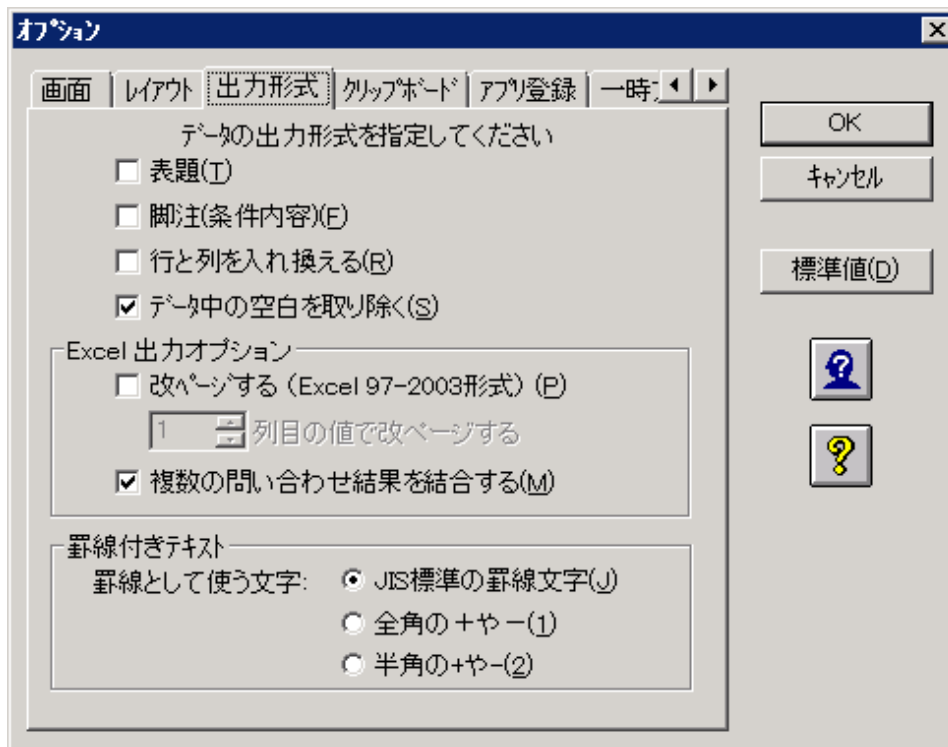 オプション
画面 レイアウト 出力形式 クリップボード アプリ登録 一時
データの出力形式を指定してください
表題(T)
脚注(条件内容)(F)
行と列を入れ換える(R)
データ中の空白を取り除く(S)
Excel 出力オプション
改ページする (Excel 97-2003形式) (P)
1 列目の値で改ページする
複数の問い合わせ結果を結合する(M)
罫線付きテキスト
罫線として使う文字: JIS標準の罫線文字(J)
全角の＋や－(1)
半角の+や-(2)
OK
キャンセル
標準値(D)